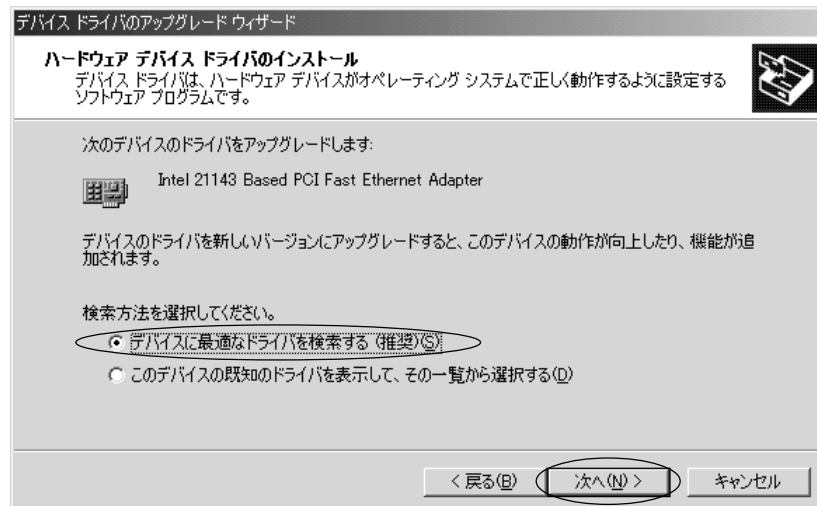 デバイス ドライバのアップグレード ウィザード
ハードウェア デバイス ドライバのインストール
デバイス ドライバは、ハードウェア デバイスがオペレーティング システムで正しく動作するように設定する
ソフトウェア プログラムです。
次のデバイスのドライバをアップグレードします:
Intel 21143 Based PCI Fast Ethernet Adapter
デバイスのドライバを新しいバージョンにアップグレードすると、このデバイスの動作が向上したり、機能が追
加されます。
検索方法を選択してください。
デバイスに最適なドライバを検索する (推奨)(S)
このデバイスの既知のドライバを表示して、その一覧から選択する(D)
< 戻る(B) 次へ(N) > キャンセル